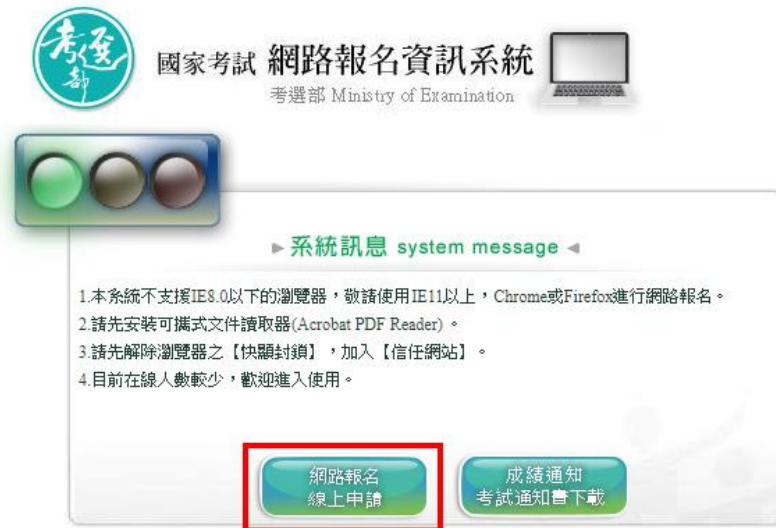 考選部
國家考試 網路報名資訊系統
考選部 Ministry of Examination
系統訊息 system message
1.本系統不支援IE8.0以下的瀏覽器，敬請使用IE11以上，Chrome或Firefox進行網路報名。
2.請先安裝可攜式文件讀取器(Acrobat PDF Reader)。
3.請先解除瀏覽器之【快顯封鎖】，加入【信任網站】。
4.目前在線人數較少，歡迎進入使用。
網路報名
線上申請
成績通知
考試通知書下載